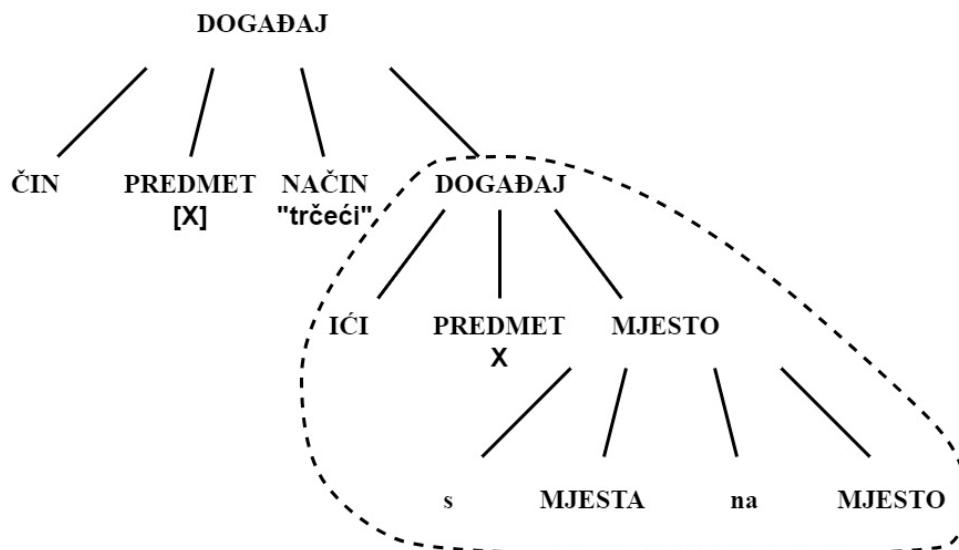 DOGAĐAJ
ČIN PREDMET NAČIN DOGAĐAJ
[X] "trčeći"
IĆI PREDMET MJESTO
X
s MJESTA na MJESTO